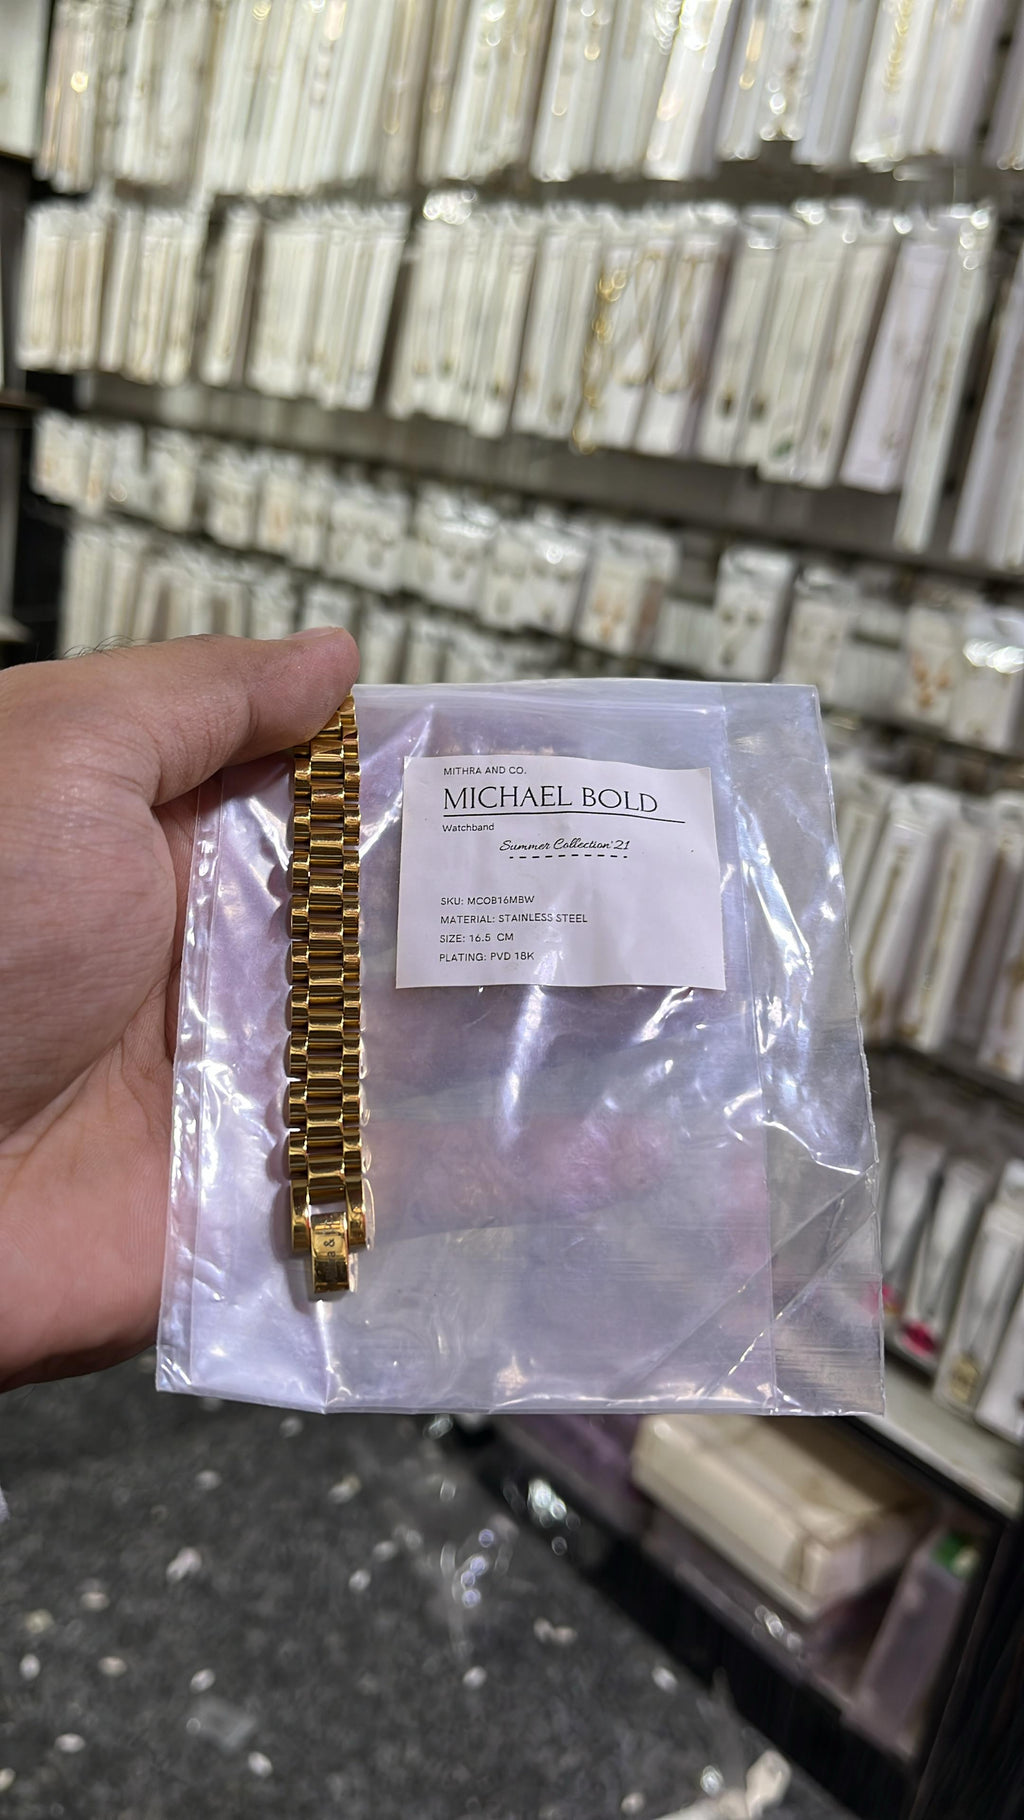 MITHRA AND CO.
MICHAEL BOLD
Watchband
Summer Collection'21
SKU: MCOB16MBW
MATERIAL: STAINLESS STEEL
SIZE: 16.5 CM
PLATING: PVD 18K